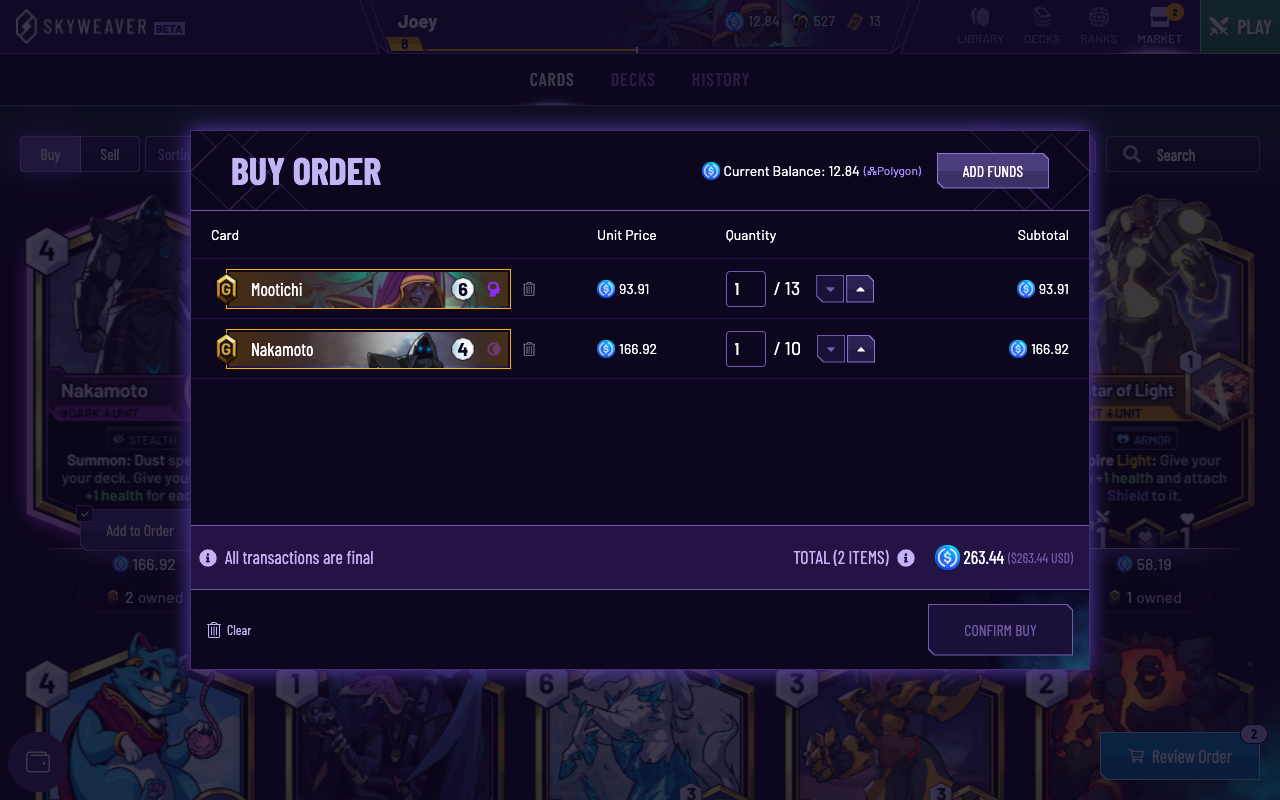 SKYWEAVER BETA
Joey
8
12.84 527 13
LIBRARY DECKS RANKS MARKET 2
PLAY
CARDS DECKS HISTORY
Buy Sell Sortin
Search
BUY ORDER
Current Balance: 12.84 (Polygon)
ADD FUNDS
Card Unit Price Quantity Subtotal
G Mootichi 6 93.91 1 / 13 93.91
G Nakamoto 4 166.92 1 / 10 166.92
All transactions are final
TOTAL (2 ITEMS) 263.44 ($263.44 USD)
Clear
CONFIRM BUY
4
Nakamoto
DARK UNIT
STEALTH
Summon: Dust spe
your deck. Give your
+1 health for eac
Add to Order
166.92
2 owned
1
tar of Light
HT UNIT
ARMOR
pire Light: Give your
+1 health and attach
Shield to it.
1 1
58.19
1 owned
4 1 6 3 2
3 3
2
Review Order